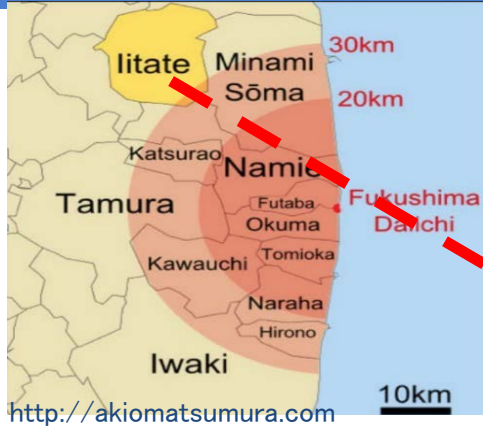 Iitate
Minami
Sōma
30km
20km
Katsurao
Namie
Tamura
Futaba
Fukushima
Daiichi
Okuma
Kawauchi
Tomioka
Naraha
Hirono
Iwaki
10km
http://akiomatsumura.com